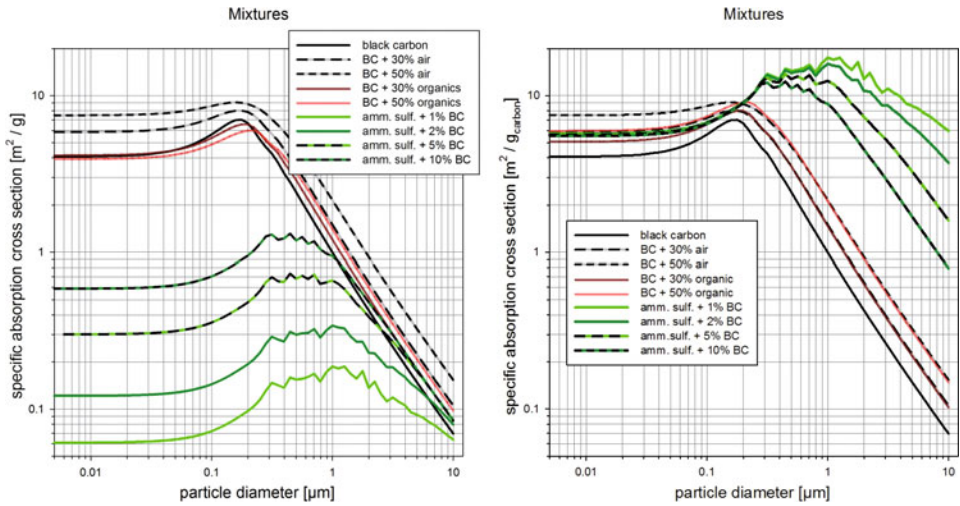 Mixtures
specific absorption cross section [m² / g]
10
1
0.1
black carbon
BC + 30% air
BC + 50% air
BC + 30% organics
BC + 50% organics
amm. sulf. + 1% BC
amm. sulf. + 2% BC
amm. sulf. + 5% BC
amm. sulf. + 10% BC
0.01 0.1 1 10
particle diameter [µm]
Mixtures
specific absorption cross section [m² / g_carbon]
10
1
0.1
black carbon
BC + 30% air
BC + 50% air
BC + 30% organic
BC + 50% organic
amm. sulf. + 1% BC
amm. sulf. + 2% BC
amm. sulf. + 5% BC
amm. sulf. + 10% BC
0.01 0.1 1 10
particle diameter [µm]